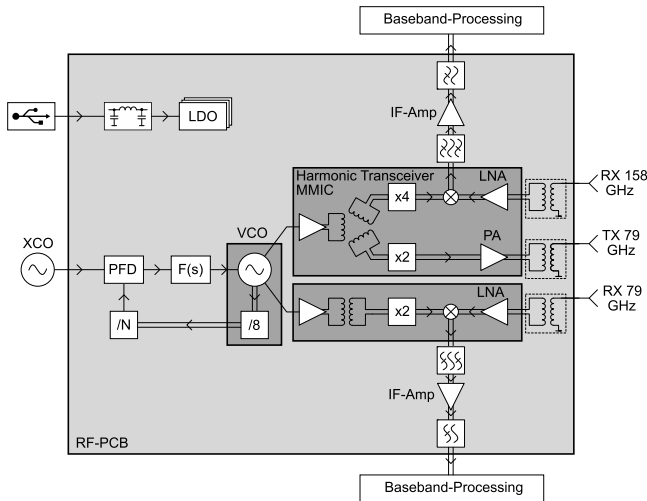 Baseband-Processing
IF-Amp
LDO
Harmonic Transceiver
MMIC
LNA
x4
RX 158
GHz
XCO
VCO
PA
x2
TX 79
GHz
PFD
F(s)
LNA
RX 79
GHz
/N
/8
x2
IF-Amp
RF-PCB
Baseband-Processing